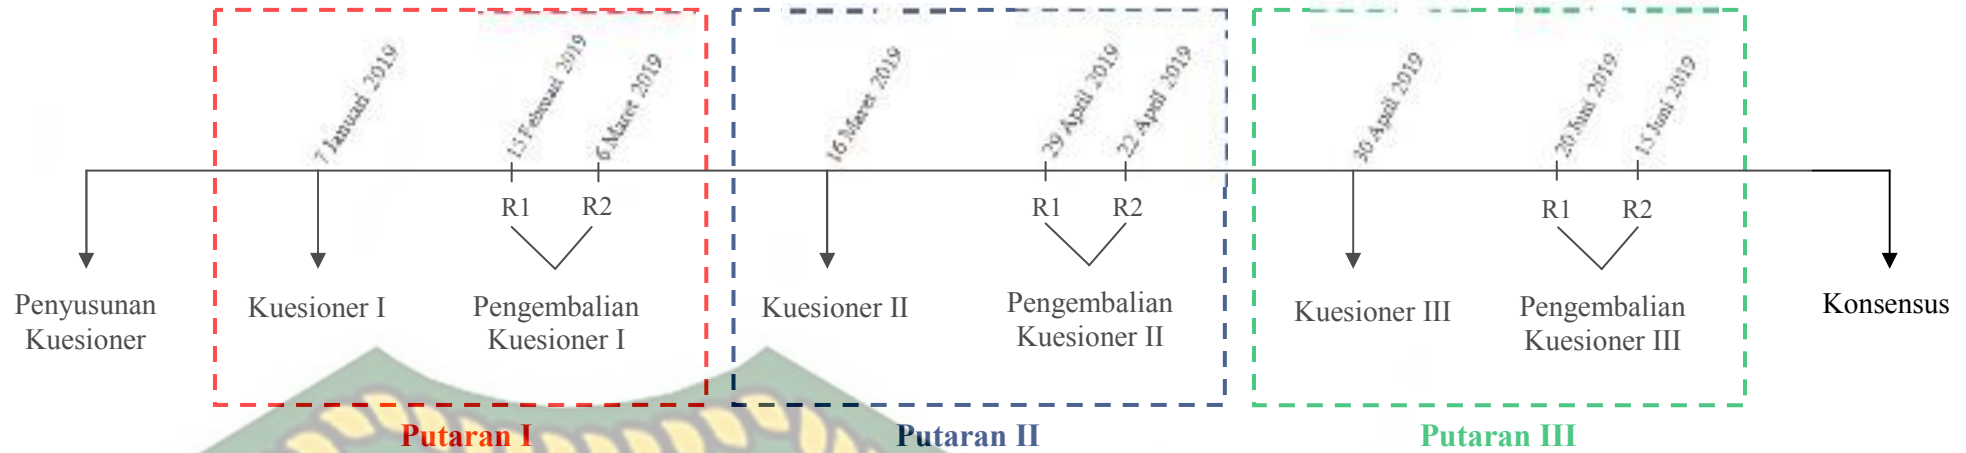 7 Januari 2019
13 Februari 2019
6 Maret 2019
16 Maret 2019
29 April 2019
22 April 2019
30 April 2019
20 Juni 2019
15 Juni 2019
R1
R2
R1
R2
R1
R2
Penyusunan
Kuesioner
Kuesioner I
Pengembalian
Kuesioner I
Kuesioner II
Pengembalian
Kuesioner II
Kuesioner III
Pengembalian
Kuesioner III
Konsensus
Putaran I
Putaran II
Putaran III